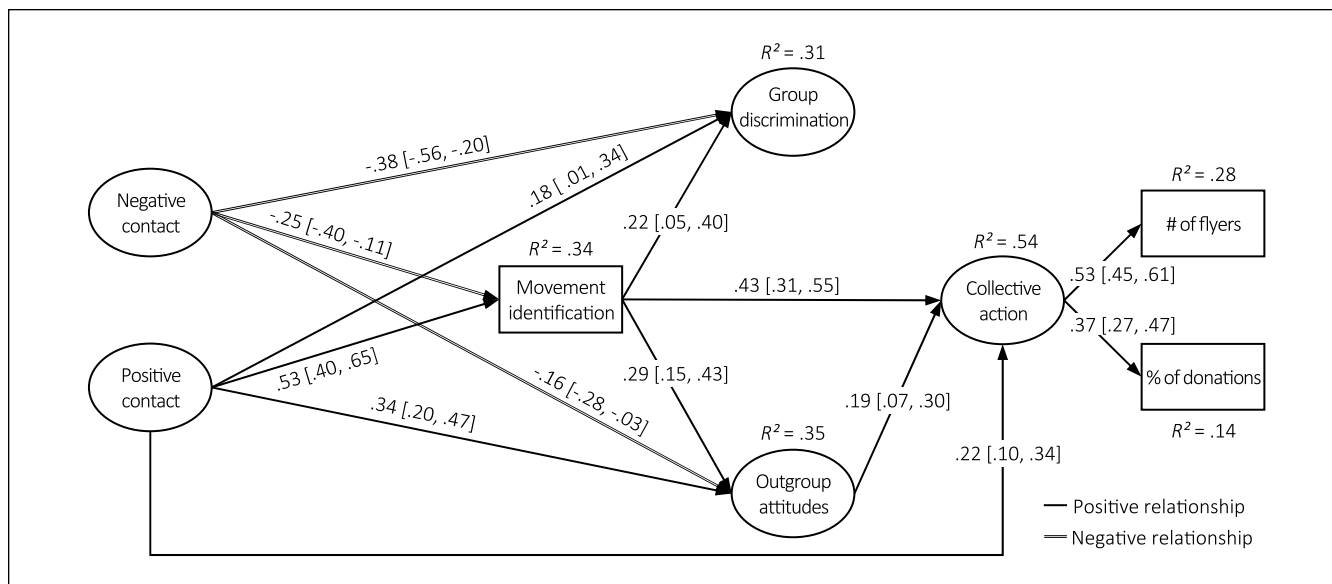 R² = .31
Group
discrimination
-.38 [-.56, -.20]
.18 [.01, .34]
Negative
contact
R² = .28
# of flyers
-.25 [-.40, -.11]
.22 [.05, .40]
R² = .34
R² = .54
Movement
identification
.43 [.31, .55]
Collective
action
.53 [.45, .61]
.37 [.27, .47]
Positive
contact
.53 [.40, .65]
.29 [.15, .43]
-.16 [-.28, -.03]
.34 [.20, .47]
.19 [.07, .30]
% of donations
R² = .14
R² = .35
.22 [.10, .34]
Outgroup
attitudes
Positive relationship
Negative relationship